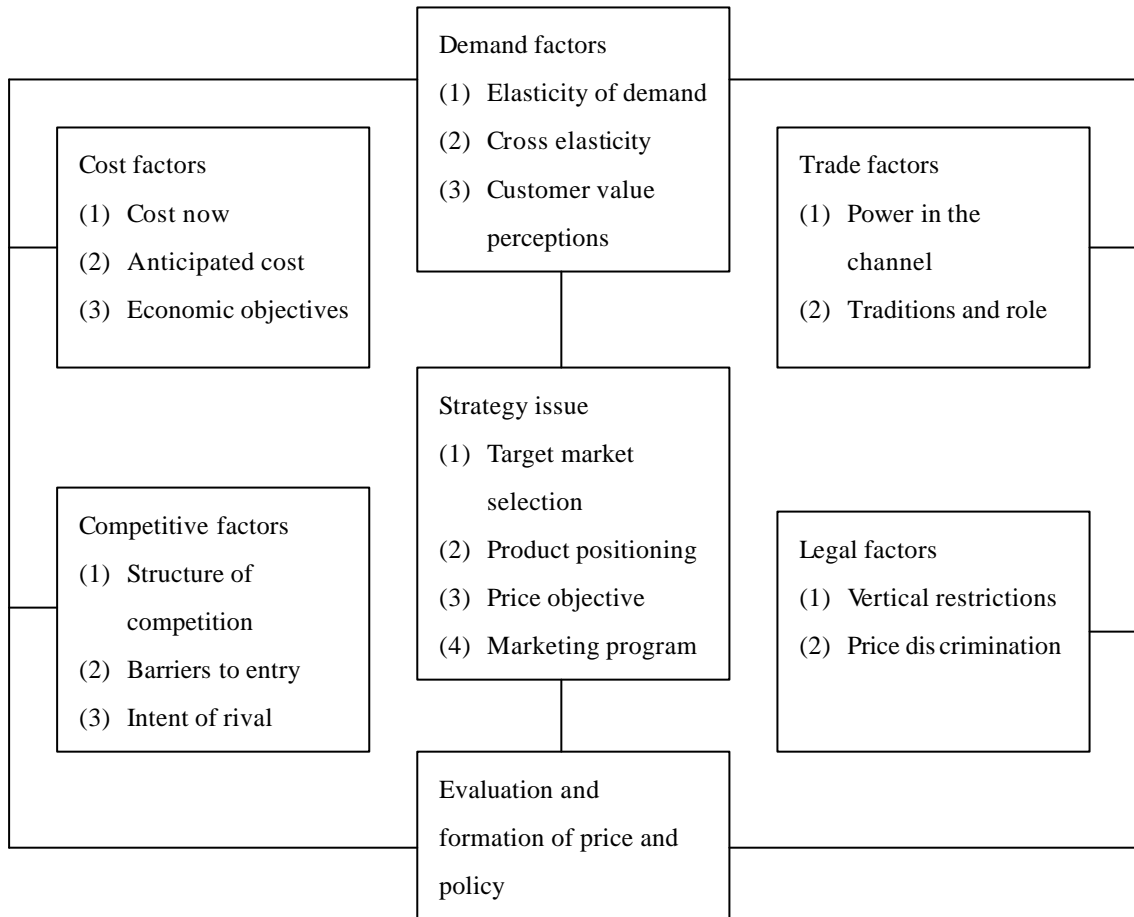 Demand factors
(1) Elasticity of demand
(2) Cross elasticity
(3) Customer value
perceptions
Cost factors
(1) Cost now
(2) Anticipated cost
(3) Economic objectives
Trade factors
(1) Power in the
channel
(2) Traditions and role
Strategy issue
(1) Target market
selection
(2) Product positioning
(3) Price objective
(4) Marketing program
Competitive factors
(1) Structure of
competition
(2) Barriers to entry
(3) Intent of rival
Legal factors
(1) Vertical restrictions
(2) Price dis crimination
Evaluation and
formation of price and
policy